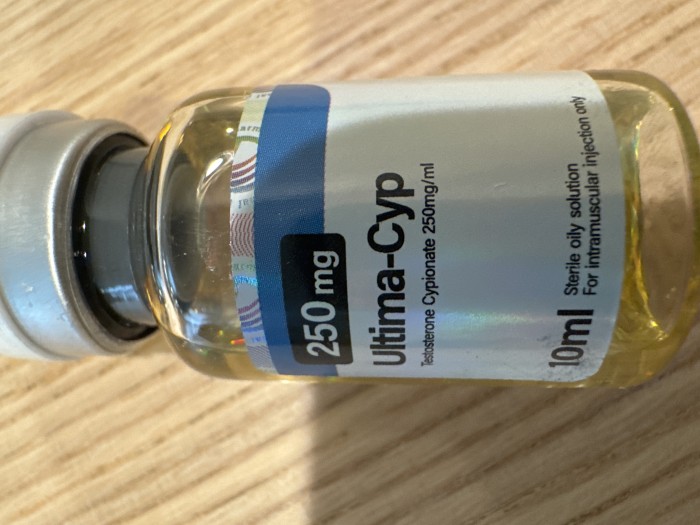 250 mg
Ultima-Cyp
Testosterone Cypionate 250mg/ml
10ml
Sterile oily solution
For intramuscular injection only